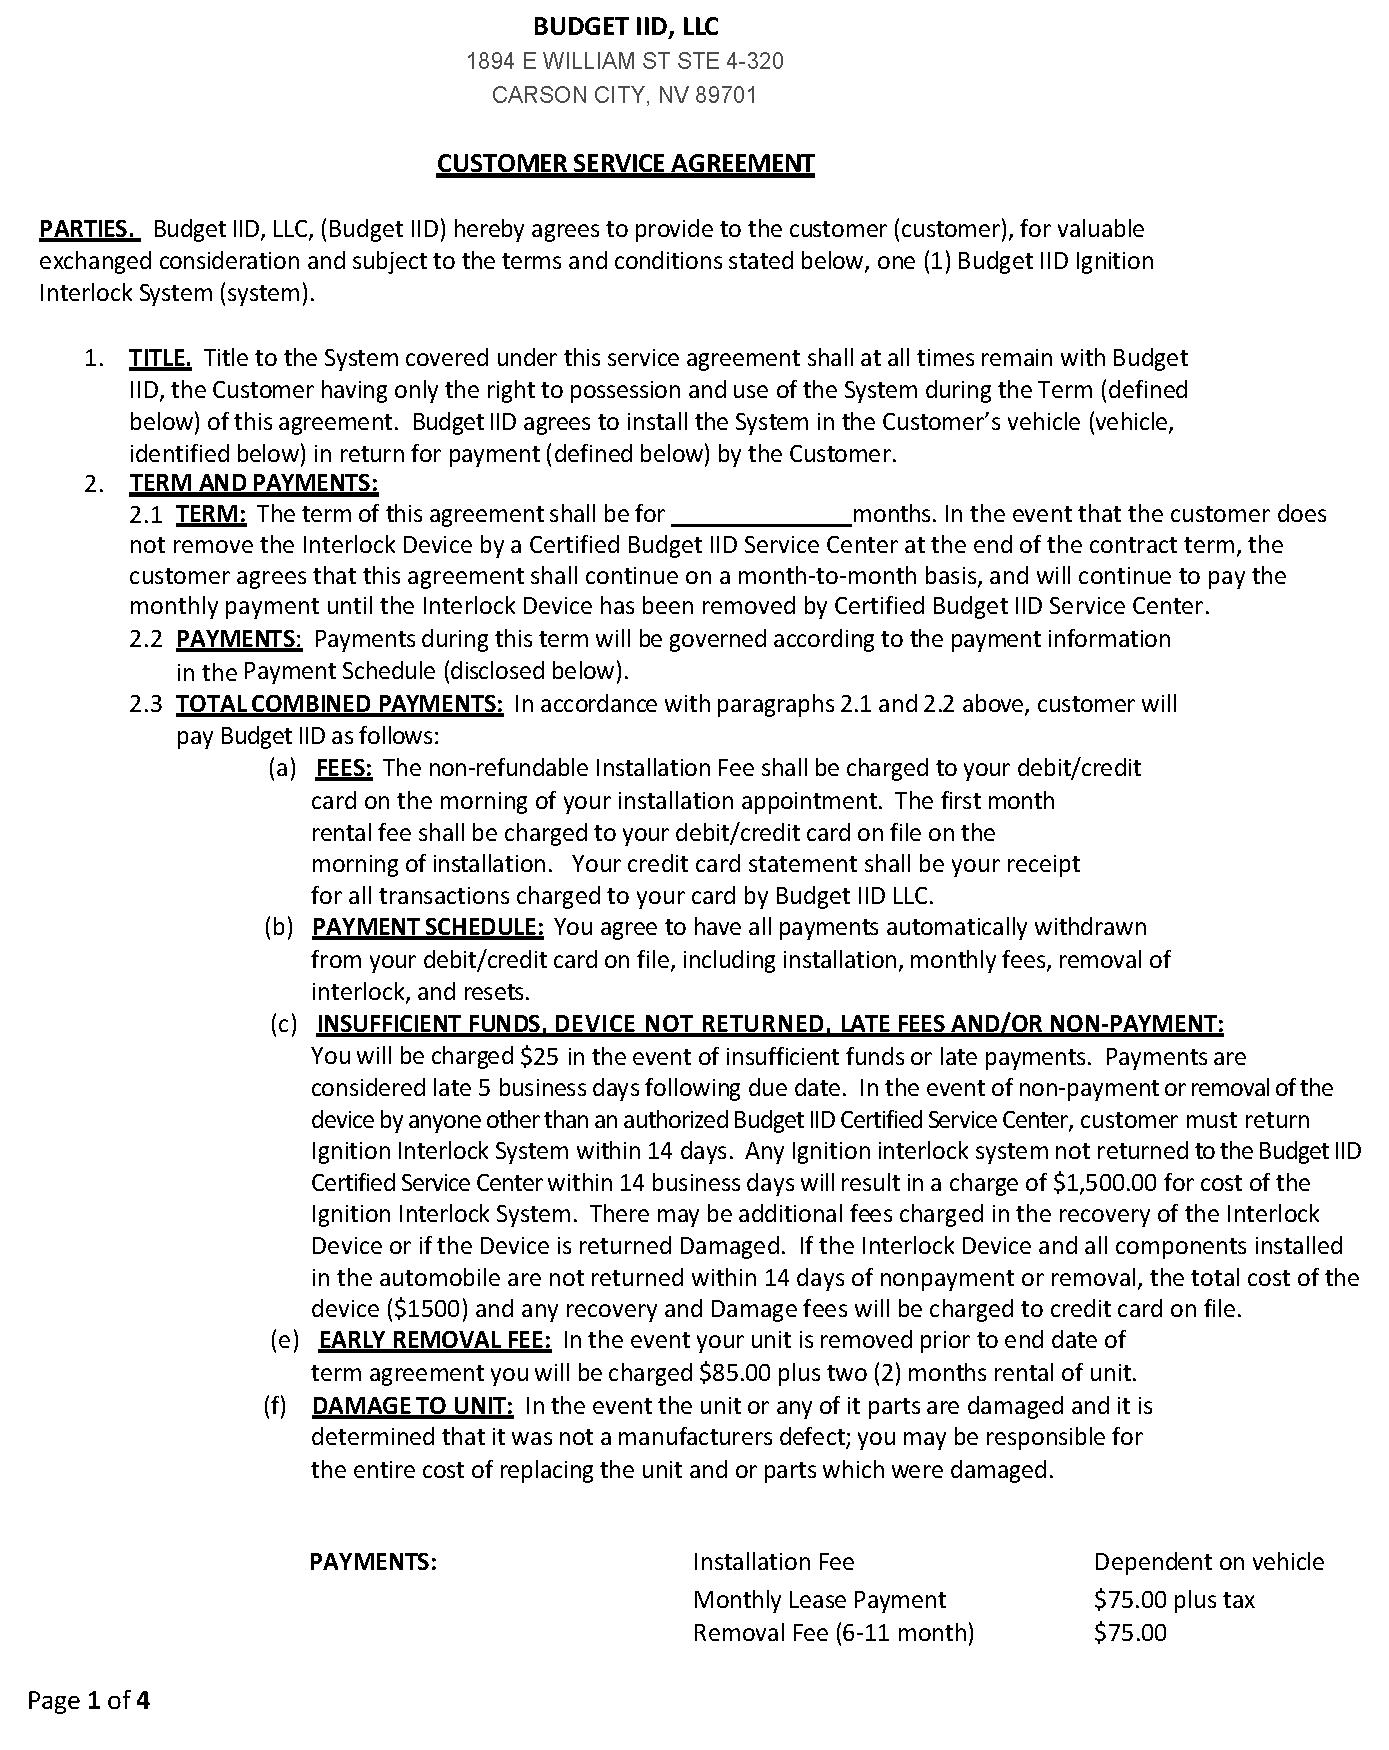 BUDGET IID, LLC
1894 E WILLIAM ST STE 4-320
CARSON CITY, NV 89701
CUSTOMER SERVICE AGREEMENT
PARTIES. Budget IID, LLC, (Budget IID) hereby agrees to provide to the customer (customer), for valuable
exchanged consideration and subject to the terms and conditions stated below, one (1) Budget IID Ignition
Interlock System (system).
1. TITLE. Title to the System covered under this service agreement shall at all times remain with Budget
IID, the Customer having only the right to possession and use of the System during the Term (defined
below) of this agreement. Budget IID agrees to install the System in the Customer’s vehicle (vehicle,
identified below) in return for payment (defined below) by the Customer.
2. TERM AND PAYMENTS:
2.1 TERM: The term of this agreement shall be for ______________months. In the event that the customer does
not remove the Interlock Device by a Certified Budget IID Service Center at the end of the contract term, the
customer agrees that this agreement shall continue on a month-to-month basis, and will continue to pay the
monthly payment until the Interlock Device has been removed by Certified Budget IID Service Center.
2.2 PAYMENTS: Payments during this term will be governed according to the payment information
in the Payment Schedule (disclosed below).
2.3 TOTAL COMBINED PAYMENTS: In accordance with paragraphs 2.1 and 2.2 above, customer will
pay Budget IID as follows:
(a) FEES: The non-refundable Installation Fee shall be charged to your debit/credit
card on the morning of your installation appointment. The first month
rental fee shall be charged to your debit/credit card on file on the
morning of installation. Your credit card statement shall be your receipt
for all transactions charged to your card by Budget IID LLC.
(b) PAYMENT SCHEDULE: You agree to have all payments automatically withdrawn
from your debit/credit card on file, including installation, monthly fees, removal of
interlock, and resets.
(c) INSUFFICIENT FUNDS, DEVICE NOT RETURNED, LATE FEES AND/OR NON-PAYMENT:
You will be charged $25 in the event of insufficient funds or late payments. Payments are
considered late 5 business days following due date. In the event of non-payment or removal of the
device by anyone other than an authorized Budget IID Certified Service Center, customer must return
Ignition Interlock System within 14 days. Any Ignition interlock system not returned to the Budget IID
Certified Service Center within 14 business days will result in a charge of $1,500.00 for cost of the
Ignition Interlock System. There may be additional fees charged in the recovery of the Interlock
Device or if the Device is returned Damaged. If the Interlock Device and all components installed
in the automobile are not returned within 14 days of nonpayment or removal, the total cost of the
device ($1500) and any recovery and Damage fees will be charged to credit card on file.
(e) EARLY REMOVAL FEE: In the event your unit is removed prior to end date of
term agreement you will be charged $85.00 plus two (2) months rental of unit.
(f) DAMAGE TO UNIT: In the event the unit or any of it parts are damaged and it is
determined that it was not a manufacturers defect; you may be responsible for
the entire cost of replacing the unit and or parts which were damaged.
PAYMENTS: Installation Fee Dependent on vehicle
Monthly Lease Payment $75.00 plus tax
Removal Fee (6-11 month) $75.00
Page 1 of 4